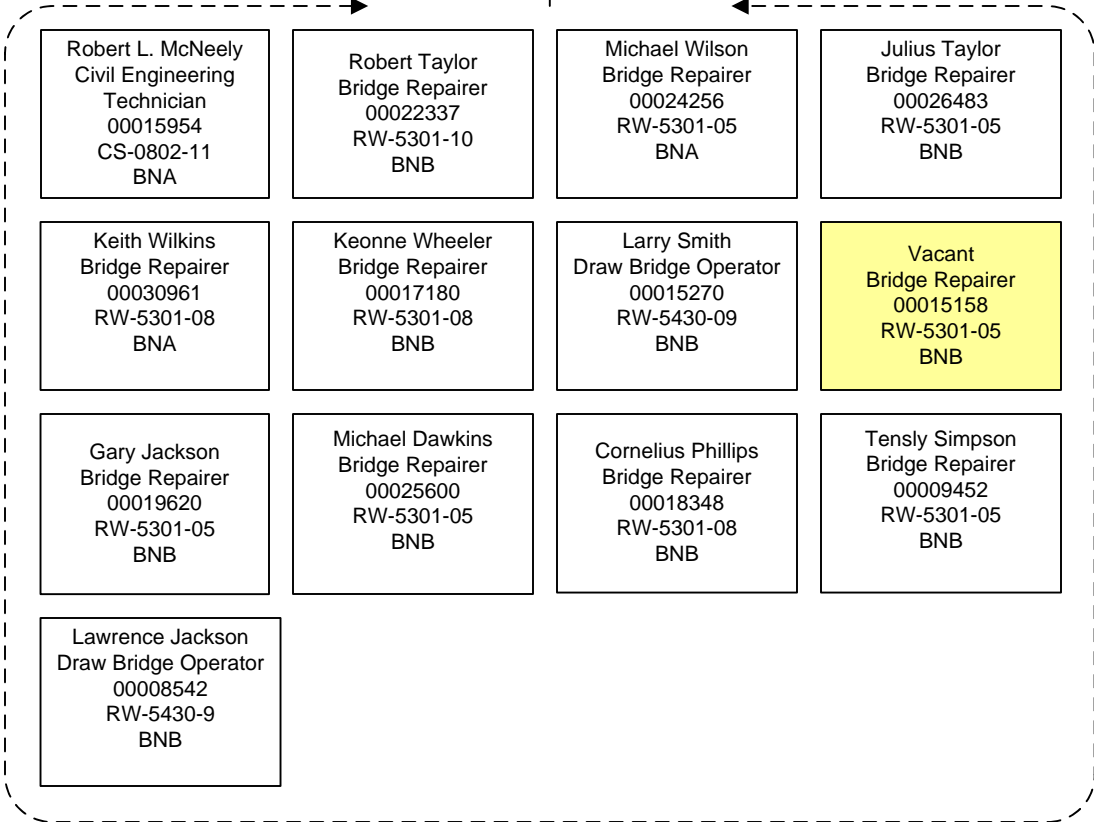 Robert L. McNeely
Civil Engineering
Technician
00015954
CS-0802-11
BNA
Robert Taylor
Bridge Repairer
00022337
RW-5301-10
BNB
Michael Wilson
Bridge Repairer
00024256
RW-5301-05
BNA
Julius Taylor
Bridge Repairer
00026483
RW-5301-05
BNB
Keith Wilkins
Bridge Repairer
00030961
RW-5301-08
BNA
Keonne Wheeler
Bridge Repairer
00017180
RW-5301-08
BNB
Larry Smith
Draw Bridge Operator
00015270
RW-5430-09
BNB
Vacant
Bridge Repairer
00015158
RW-5301-05
BNB
Gary Jackson
Bridge Repairer
00019620
RW-5301-05
BNB
Michael Dawkins
Bridge Repairer
00025600
RW-5301-05
BNB
Cornelius Phillips
Bridge Repairer
00018348
RW-5301-08
BNB
Tensly Simpson
Bridge Repairer
00009452
RW-5301-05
BNB
Lawrence Jackson
Draw Bridge Operator
00008542
RW-5430-9
BNB